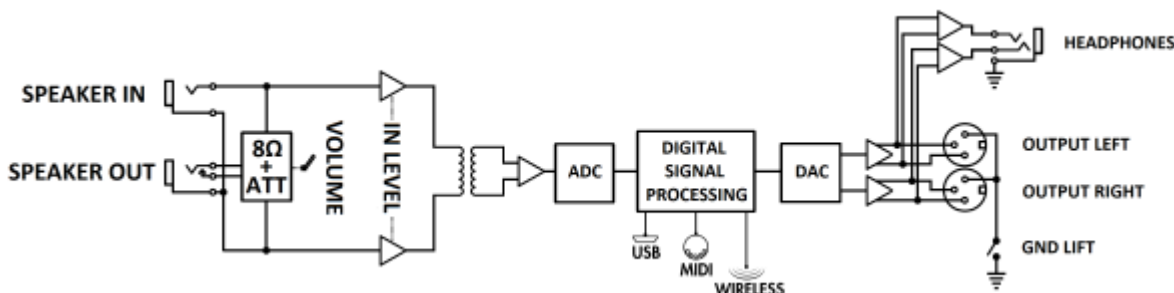 SPEAKER IN
SPEAKER OUT
8Ω
+
ATT
VOLUME
IN LEVEL
ADC
DIGITAL
SIGNAL
PROCESSING
USB
MIDI
WIRELESS
DAC
HEADPHONES
OUTPUT LEFT
OUTPUT RIGHT
GND LIFT